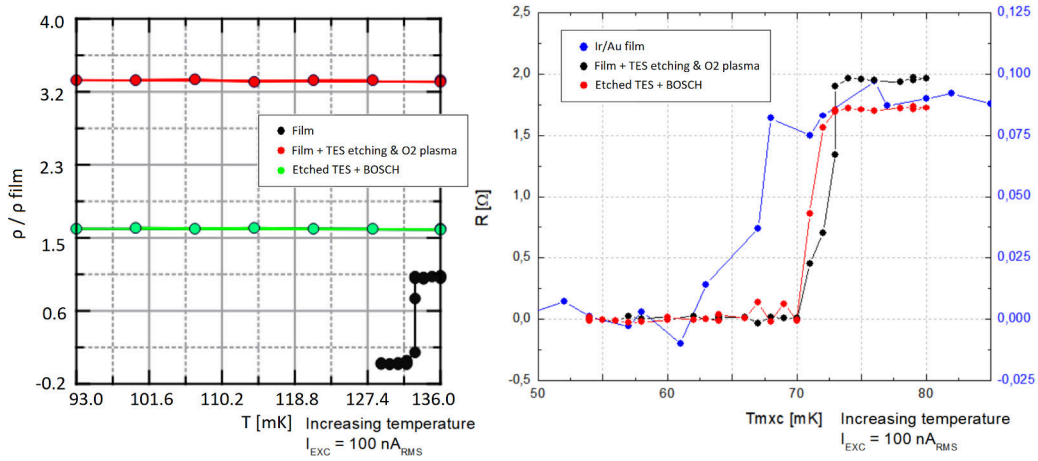 4.0
3.2
2.3
1.5
0.6
-0.2
ρ / ρ film
Film
Film + TES etching & O2 plasma
Etched TES + BOSCH
93.0 101.6 110.2 118.8 127.4 136.0
T [mK]
Increasing temperature
I_EXC = 100 nA_RMS
2,5
2,0
1,5
1,0
0,5
0,0
-0,5
R [Ω]
Ir/Au film
Film + TES etching & O2 plasma
Etched TES + BOSCH
0,125
0,100
0,075
0,050
0,025
0,000
-0,025
50 60 70 80
Tmxc [mK]
Increasing temperature
I_EXC = 100 nA_RMS